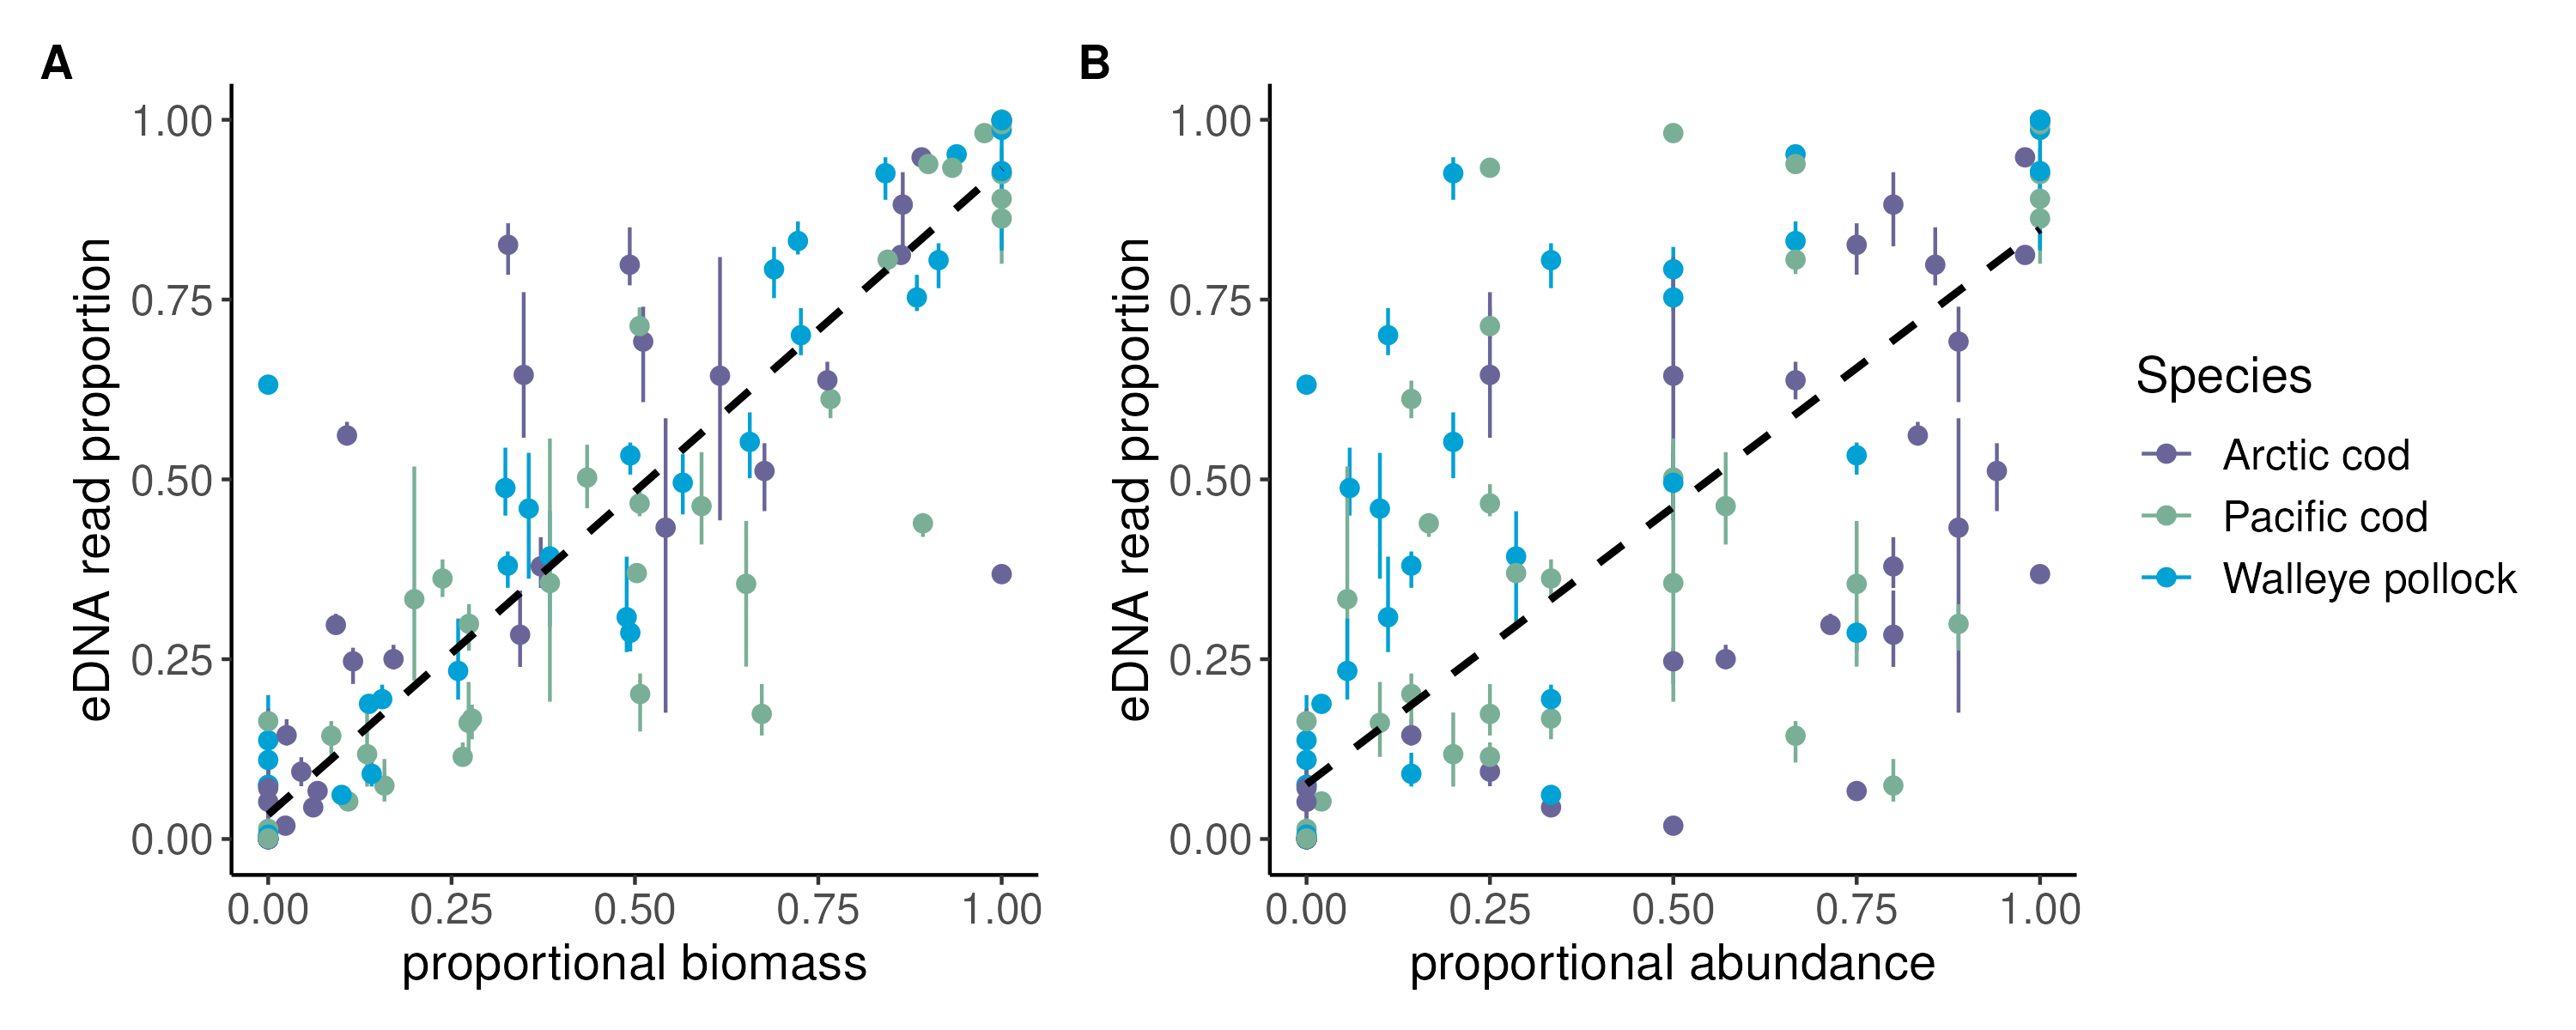 A
B
eDNA read proportion
1.00
0.75
0.50
0.25
0.00
0.00 0.25 0.50 0.75 1.00
proportional biomass
eDNA read proportion
1.00
0.75
0.50
0.25
0.00
0.00 0.25 0.50 0.75 1.00
proportional abundance
Species
Arctic cod
Pacific cod
Walleye pollock